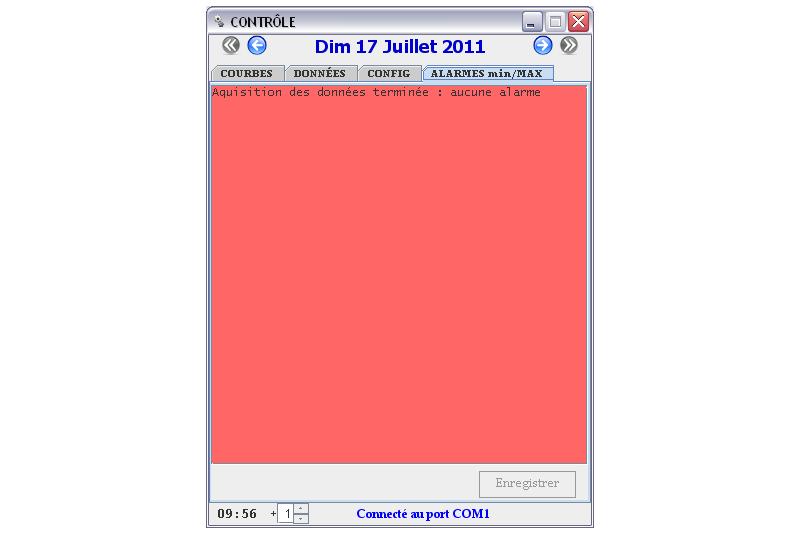 CONTRÔLE
Dim 17 Juillet 2011
COURBES DONNÉES CONFIG ALARMES min/MAX
Aquisition des données terminée : aucune alarme
Enregistrer
09:56 + 1 Connecté au port COM1